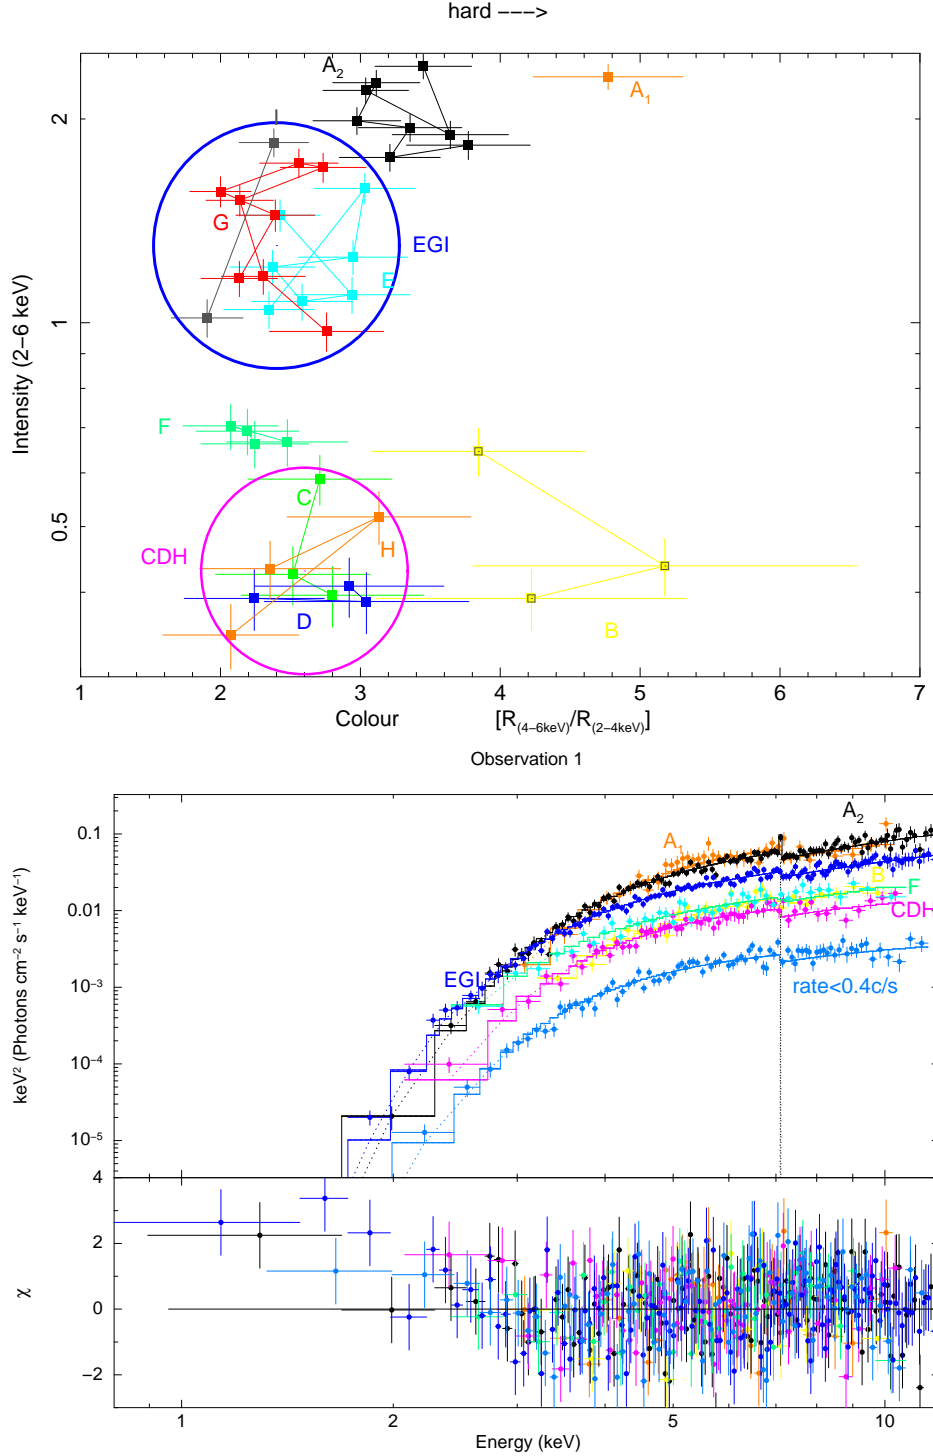 hard −−−>
A2
A1
2
G
EGI
E
1
Intensity (2−6 keV)
F
C
0.5
CDH
H
D
B
1 2 3 4 5 6 7
Colour [R(4−6keV)/R(2−4keV)]
Observation 1
A2
0.1
A1
B
F
0.01
CDH
EGI
10−3
rate<0.4c/s
keV² (Photons cm−2 s−1 keV−1)
10−4
10−5
4
2
χ
0
−2
1 2 5 10
Energy (keV)